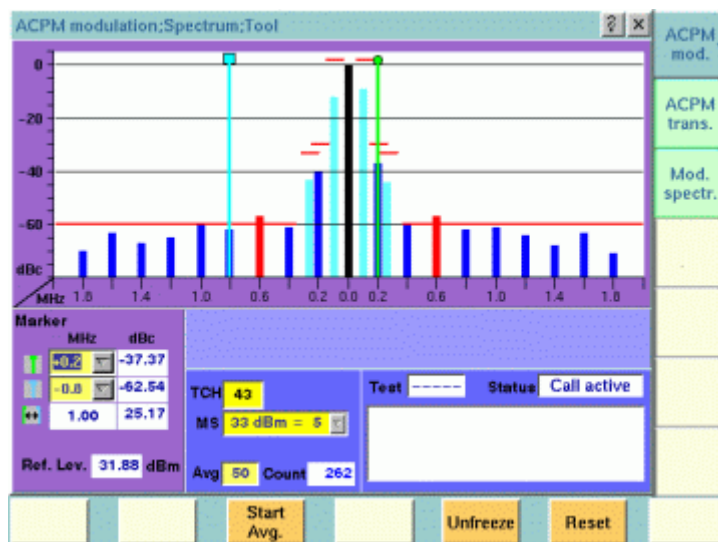 ACPM modulation;Spectrum;Tool
? ×
ACPM mod.
ACPM trans.
Mod. spectr.
0
-20
-40
-60
dBc
MHz 1.8 1.4 1.0 0.6 0.2 0.0 0.2 0.6 1.0 1.4 1.8
Marker
MHz dBc
+0.2 -37.37
-0.8 -62.54
1.00 25.17
Ref. Lev. 31.88 dBm
TCH 43
MS 33 dBm = 5
Avg 50 Count 262
Test ----- Status Call active
Start Avg.
Unfreeze
Reset